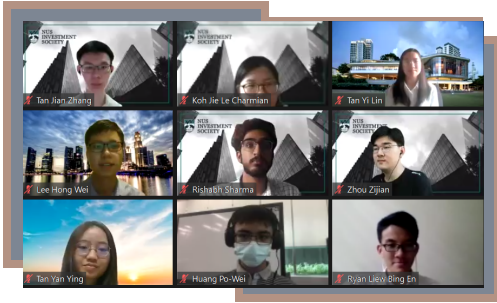 NUS
INVESTMENT
SOCIETY
Tan Jian Zhang
NUS
INVESTMENT
SOCIETY
Koh Jie Le Charmian
Tan Yi Lin
Lee Hong Wei
NUS
INVESTMENT
SOCIETY
Rishabh Sharma
NUS
INVESTMENT
SOCIETY
Zhou Zijian
Tan Yan Ying
Huang Po-Wei
Ryan Liew Bing En